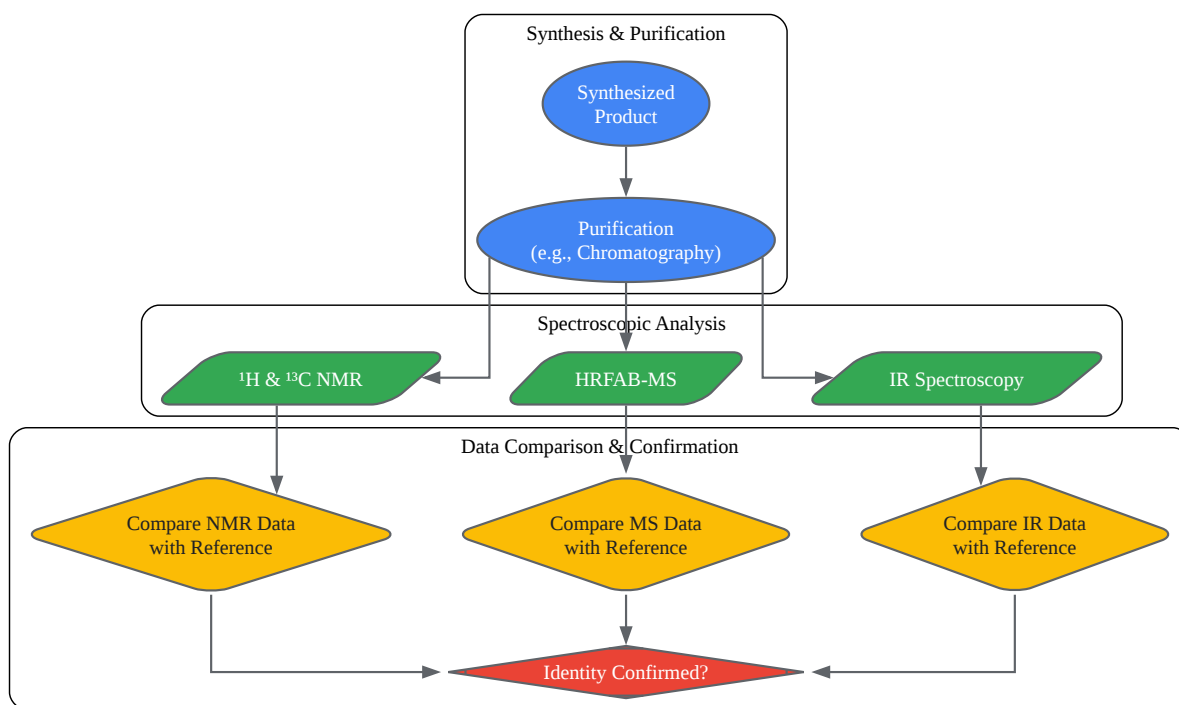 Synthesis & Purification
Synthesized
Product
Purification
(e.g., Chromatography)
Spectroscopic Analysis
¹H & ¹³C NMR
HRFAB-MS
IR Spectroscopy
Data Comparison & Confirmation
Compare NMR Data
with Reference
Compare MS Data
with Reference
Compare IR Data
with Reference
Identity Confirmed?